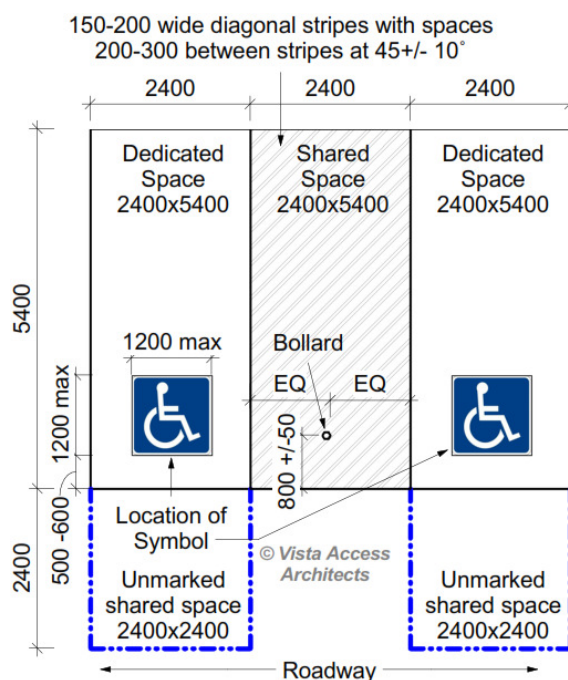 150-200 wide diagonal stripes with spaces
200-300 between stripes at 45+/- 10°
2400
2400
2400
Dedicated
Space
2400x5400
Shared
Space
2400x5400
Dedicated
Space
2400x5400
5400
1200 max
Bollard
EQ
EQ
1200 max
800 +/-50
500 -600
2400
Location of
Symbol
© Vista Access
Architects
Unmarked
shared space
2400x2400
Unmarked
shared space
2400x2400
Roadway